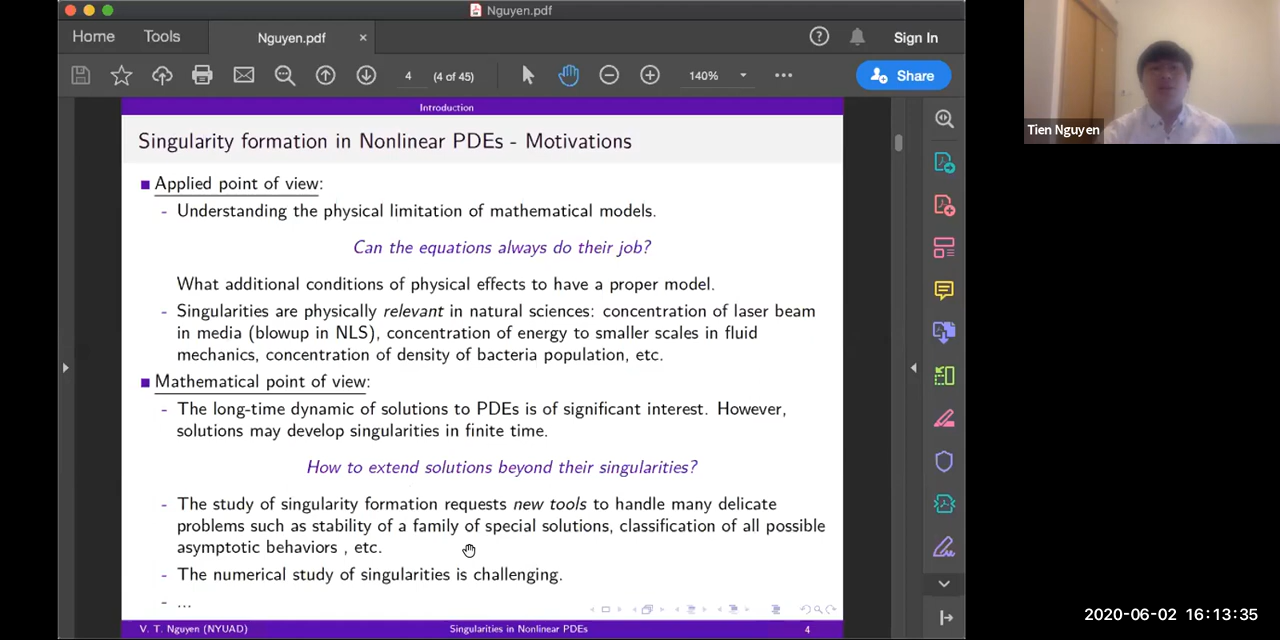 Nguyen.pdf
Home
Tools
Nguyen.pdf
×
Sign In
4
(4 of 45)
140%
Share
Introduction
Singularity formation in Nonlinear PDEs - Motivations
Applied point of view:
- Understanding the physical limitation of mathematical models.
Can the equations always do their job?
What additional conditions of physical effects to have a proper model.
- Singularities are physically relevant in natural sciences: concentration of laser beam
in media (blowup in NLS), concentration of energy to smaller scales in fluid
mechanics, concentration of density of bacteria population, etc.
Mathematical point of view:
- The long-time dynamic of solutions to PDEs is of significant interest. However,
solutions may develop singularities in finite time.
How to extend solutions beyond their singularities?
- The study of singularity formation requests new tools to handle many delicate
problems such as stability of a family of special solutions, classification of all possible
asymptotic behaviors , etc.
- The numerical study of singularities is challenging.
- ...
V. T. Nguyen (NYUAD)
Singularities in Nonlinear PDEs
4
Tien Nguyen
2020-06-02 16:13:35